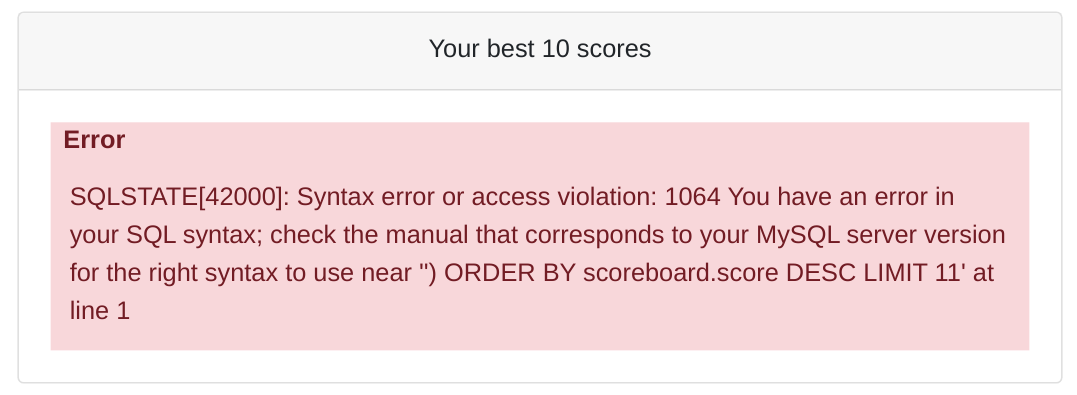 Your best 10 scores
Error
SQLSTATE[42000]: Syntax error or access violation: 1064 You have an error in
your SQL syntax; check the manual that corresponds to your MySQL server version
for the right syntax to use near '') ORDER BY scoreboard.score DESC LIMIT 11' at
line 1